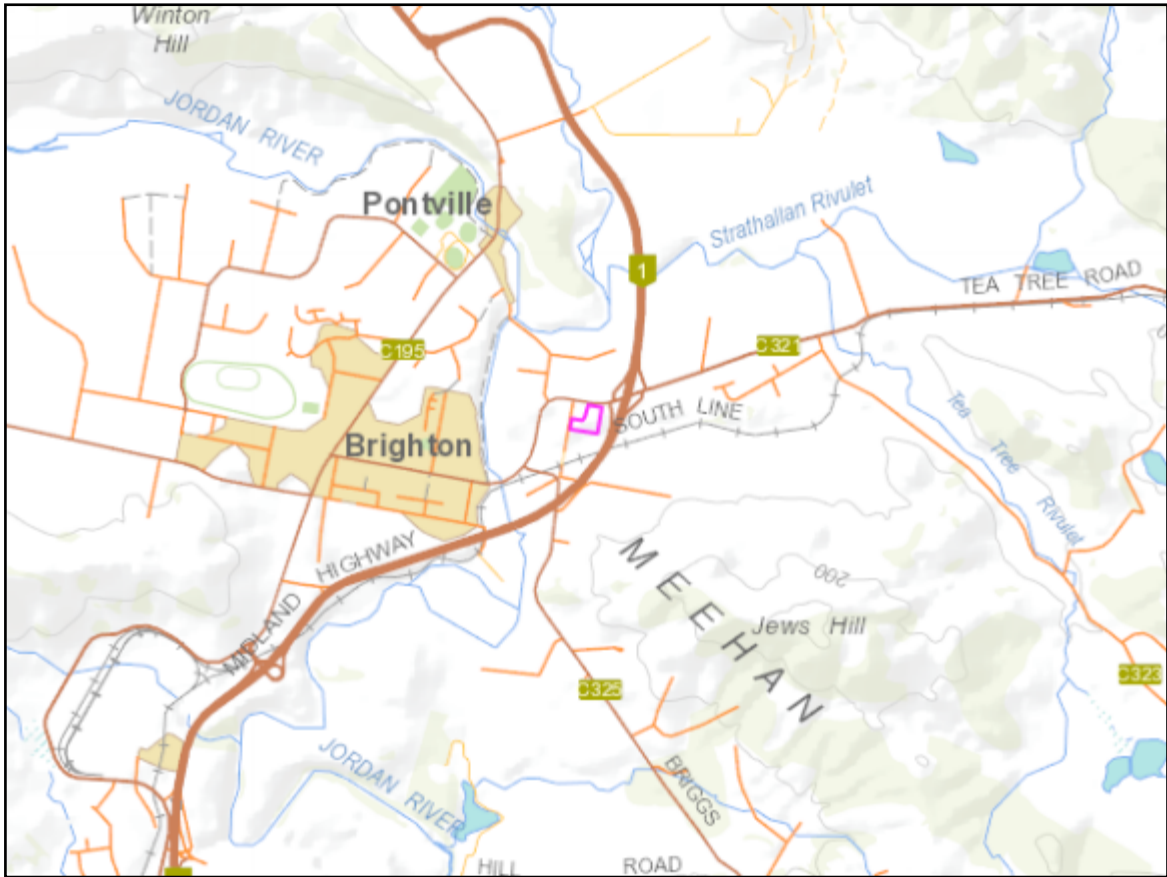 Winton
Hill
JORDAN RIVER
Pontville
Strathallan Rivulet
1
TEA TREE ROAD
C195
C321
SOUTH LINE
Brighton
Tea Tree Rivulet
MIDLAND HIGHWAY
MEEHAN
200
Jews Hill
C323
C325
JORDAN RIVER
BRIGGS
HILL ROAD